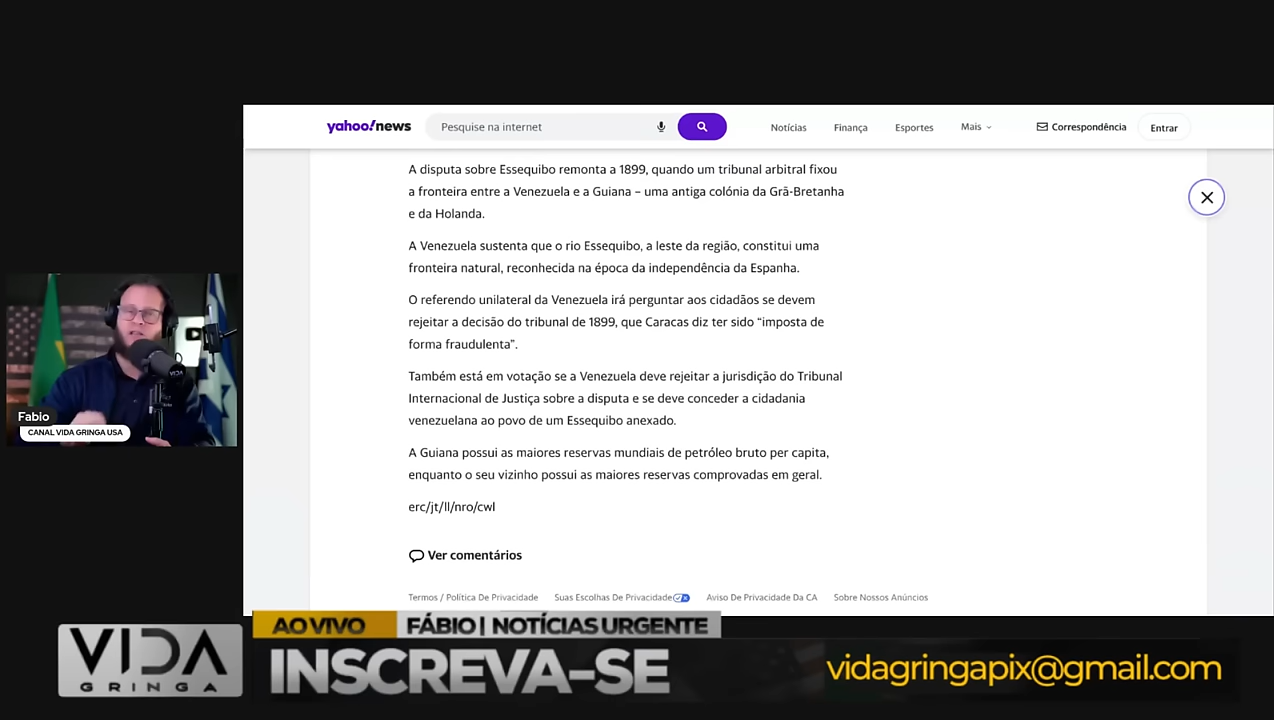 yahoo!news
Pesquise na internet
Notícias
Finança
Esportes
Mais
Correspondência
Entrar
A disputa sobre Essequibo remonta a 1899, quando um tribunal arbitral fixou
a fronteira entre a Venezuela e a Guiana – uma antiga colónia da Grã-Bretanha
e da Holanda.
A Venezuela sustenta que o rio Essequibo, a leste da região, constitui uma
fronteira natural, reconhecida na época da independência da Espanha.
O referendo unilateral da Venezuela irá perguntar aos cidadãos se devem
rejeitar a decisão do tribunal de 1899, que Caracas diz ter sido “imposta de
forma fraudulenta”.
Também está em votação se a Venezuela deve rejeitar a jurisdição do Tribunal
Internacional de Justiça sobre a disputa e se deve conceder a cidadania
venezuelana ao povo de um Essequibo anexado.
A Guiana possui as maiores reservas mundiais de petróleo bruto per capita,
enquanto o seu vizinho possui as maiores reservas comprovadas em geral.
erc/jt/ll/nro/cwl
Ver comentários
Termos / Política De Privacidade
Suas Escolhas De Privacidade
Aviso De Privacidade Da CA
Sobre Nossos Anúncios
VIDA
Fabio
CANAL VIDA GRINGA USA
AO VIVO
FÁBIO | NOTÍCIAS URGENTE
VIDA
GRINGA
INSCREVA-SE
vidagringapix@gmail.com